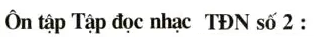 Ôn tập Tập đọc nhạc TĐN số 2 :